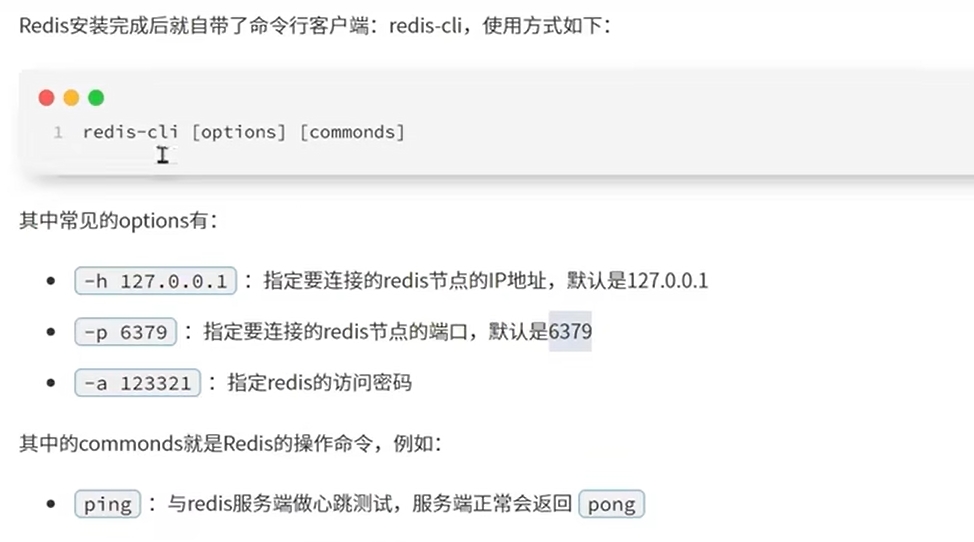 Redis安装完成后就自带了命令行客户端：redis-cli，使用方式如下：
1 redis-cli [options] [commonds]
其中常见的options有：
-h 127.0.0.1 ：指定要连接的redis节点的IP地址，默认是127.0.0.1
-p 6379 ：指定要连接的redis节点的端口，默认是6379
-a 123321 ：指定redis的访问密码
其中的commonds就是Redis的操作命令，例如：
ping ：与redis服务端做心跳测试，服务端正常会返回 pong